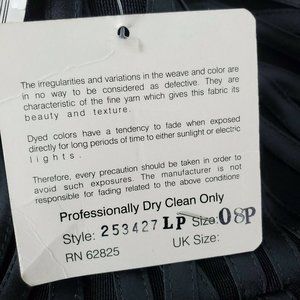 The irregularities and variations in the weave and color are
in no way to be considered as defective. They are
characteristic of the fine yarn which gives this fabric its
beauty and texture.
Dyed colors have a tendency to fade when exposed
directly for long periods of time to either sunlight or electric
lights.
Therefore, every precaution should be taken in order to
avoid such exposures. The manufacturer is not
responsible for fading related to the above condition
Professionally Dry Clean Only
Style: 253427 LP Size: 08P
RN 62825 UK Size: